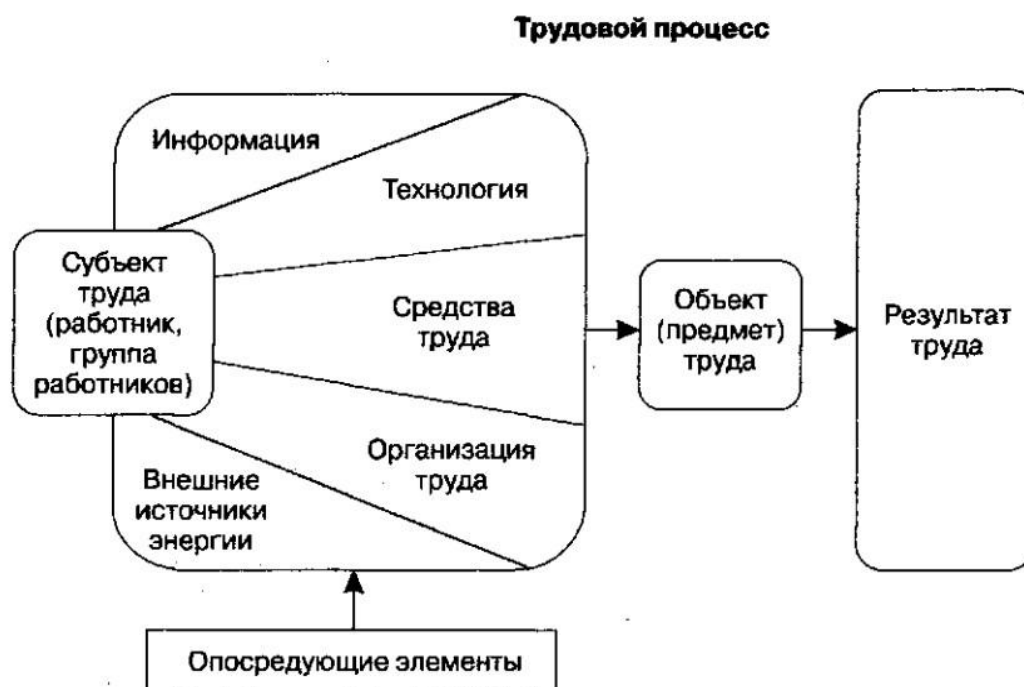 Трудовой процесс
Информация
Технология
Субъект
труда
(работник,
группа
работников)
Средства
труда
Объект
(предмет)
труда
Результат
труда
Организация
труда
Внешние
источники
энергии
Опосредующие элементы